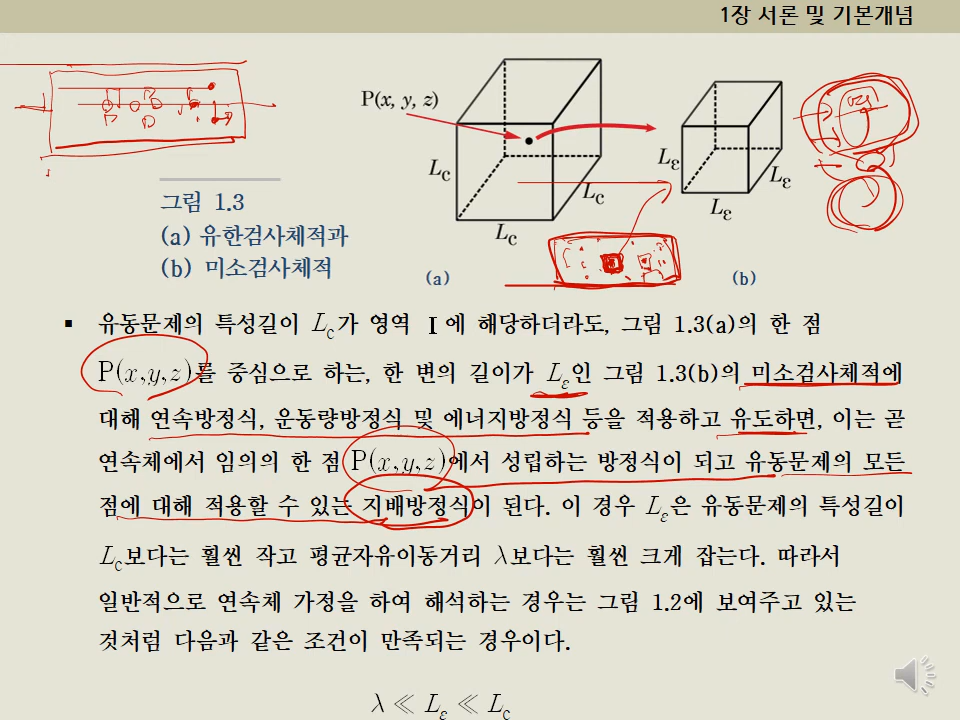 1장 서론 및 기본개념
P(x, y, z)
L_C
L_C
L_C
L_ε
L_ε
L_ε
그림 1.3
(a) 유한검사체적과
(b) 미소검사체적
(a)
(b)
▪ 유동문제의 특성길이 L_C가 영역 Ⅰ에 해당하더라도, 그림 1.3(a)의 한 점
P(x,y,z)를 중심으로 하는, 한 변의 길이가 L_ε인 그림 1.3(b)의 미소검사체적에
대해 연속방정식, 운동량방정식 및 에너지방정식 등을 적용하고 유도하면, 이는 곧
연속체에서 임의의 한 점 P(x,y,z)에서 성립하는 방정식이 되고 유동문제의 모든
점에 대해 적용할 수 있는 지배방정식이 된다. 이 경우 L_ε은 유동문제의 특성길이
L_C보다는 훨씬 작고 평균자유이동거리 λ보다는 훨씬 크게 잡는다. 따라서
일반적으로 연속체 가정을 하여 해석하는 경우는 그림 1.2에 보여주고 있는
것처럼 다음과 같은 조건이 만족되는 경우이다.
λ ≪ L_ε ≪ L_C